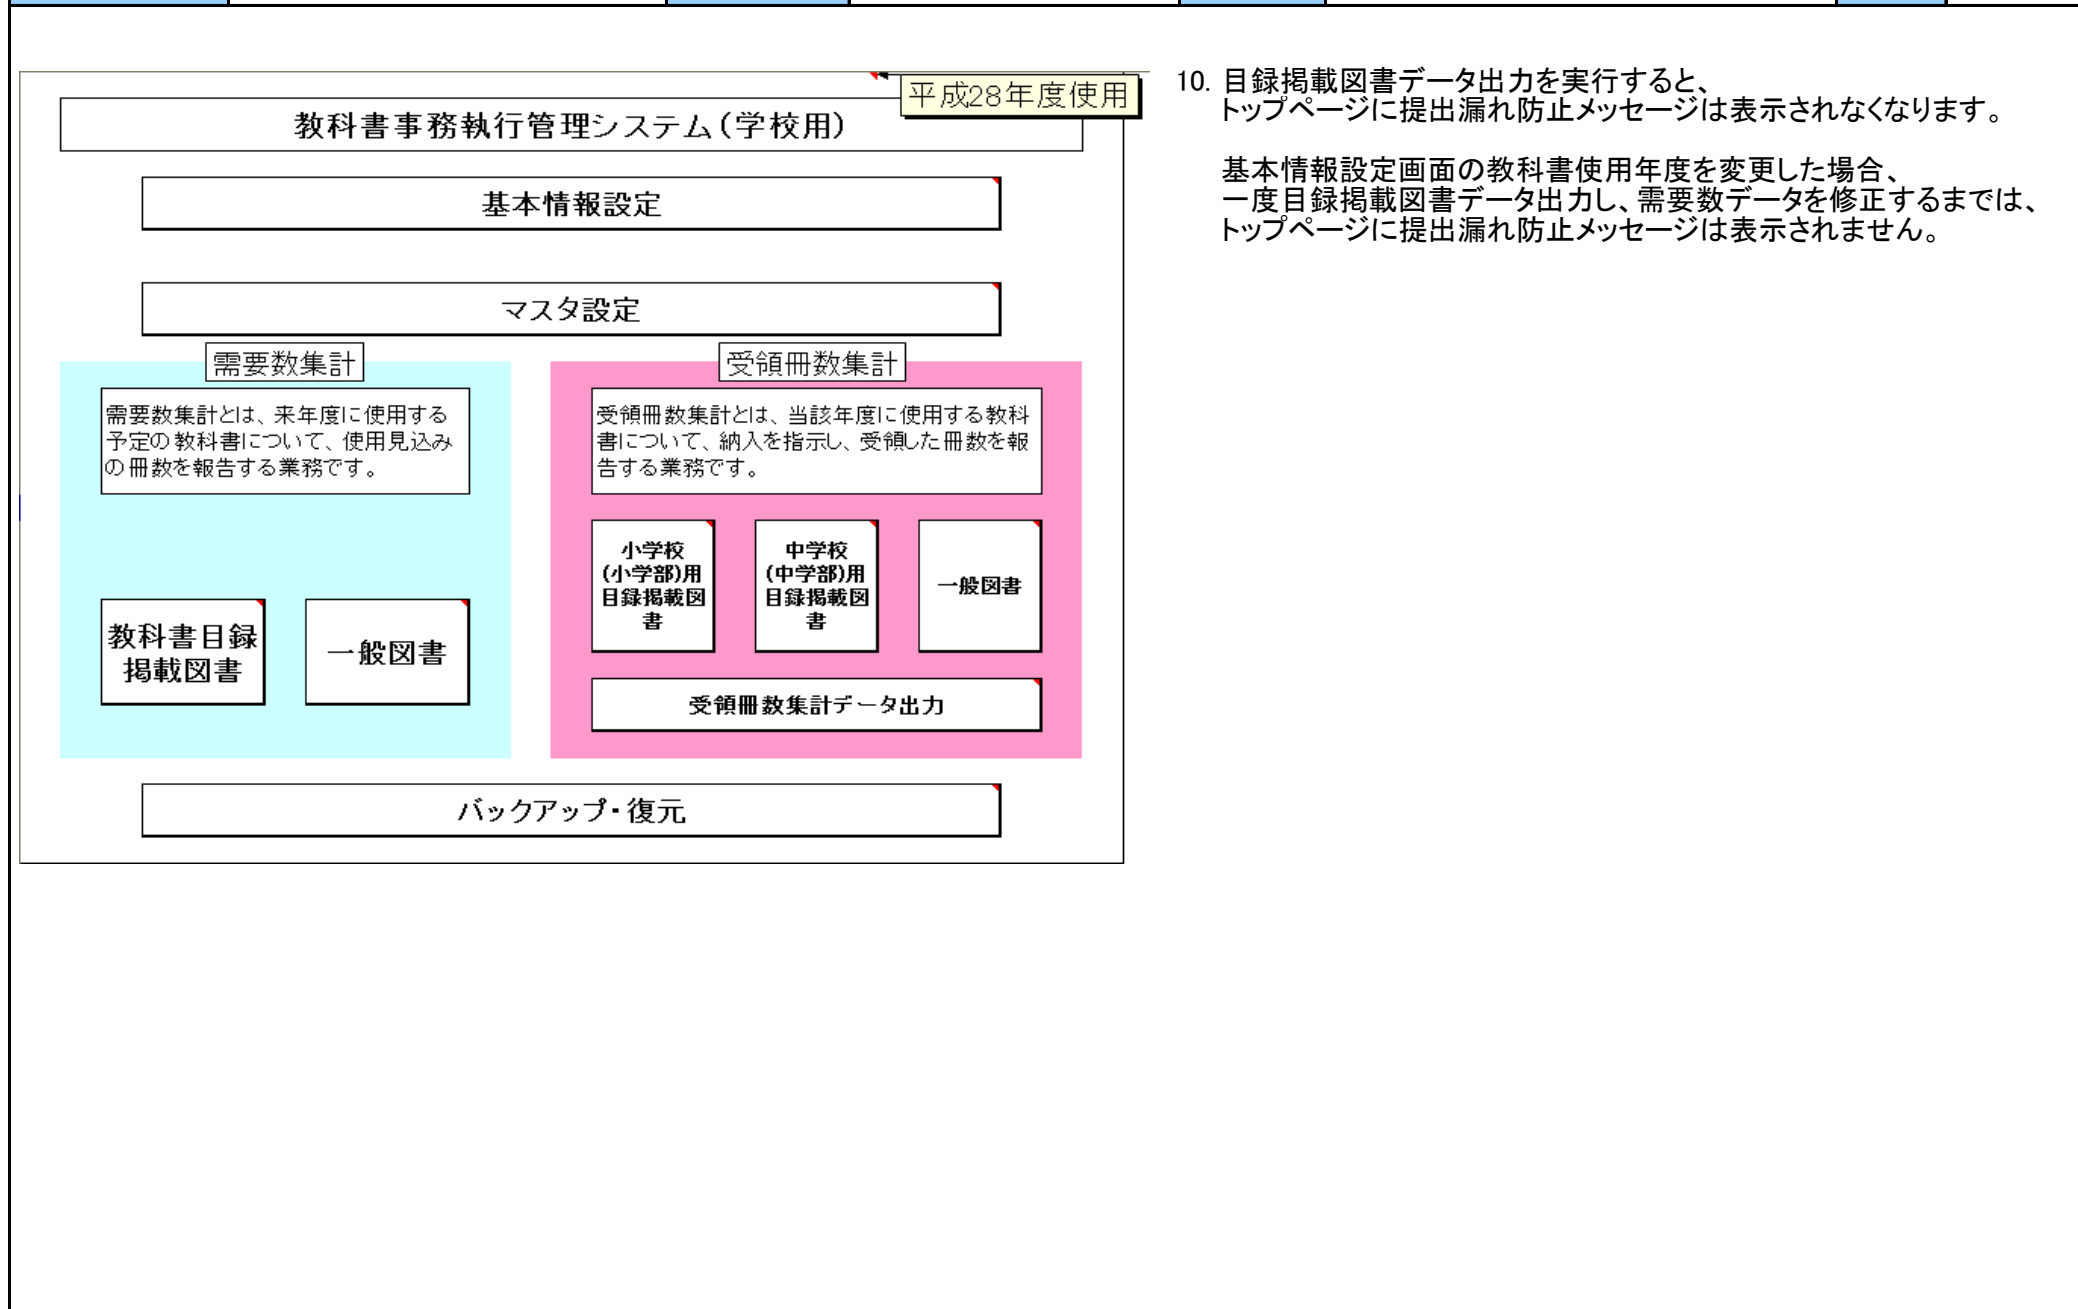 平成28年度使用
教科書事務執行管理システム（学校用）
基本情報設定
マスタ設定
需要数集計
需要数集計とは、来年度に使用する
予定の教科書について、使用見込み
の冊数を報告する業務です。
教科書目録
掲載図書
一般図書
受領冊数集計
受領冊数集計とは、当該年度に使用する教科
書について、納入を指示し、受領した冊数を報
告する業務です。
小学校
(小学部)用
目録掲載図
書
中学校
(中学部)用
目録掲載図
書
一般図書
受領冊数集計データ出力
バックアップ・復元
10. 目録掲載図書データ出力を実行すると、
トップページに提出漏れ防止メッセージは表示されなくなります。
基本情報設定画面の教科書使用年度を変更した場合、
一度目録掲載図書データ出力し、需要数データを修正するまでは、
トップページに提出漏れ防止メッセージは表示されません。